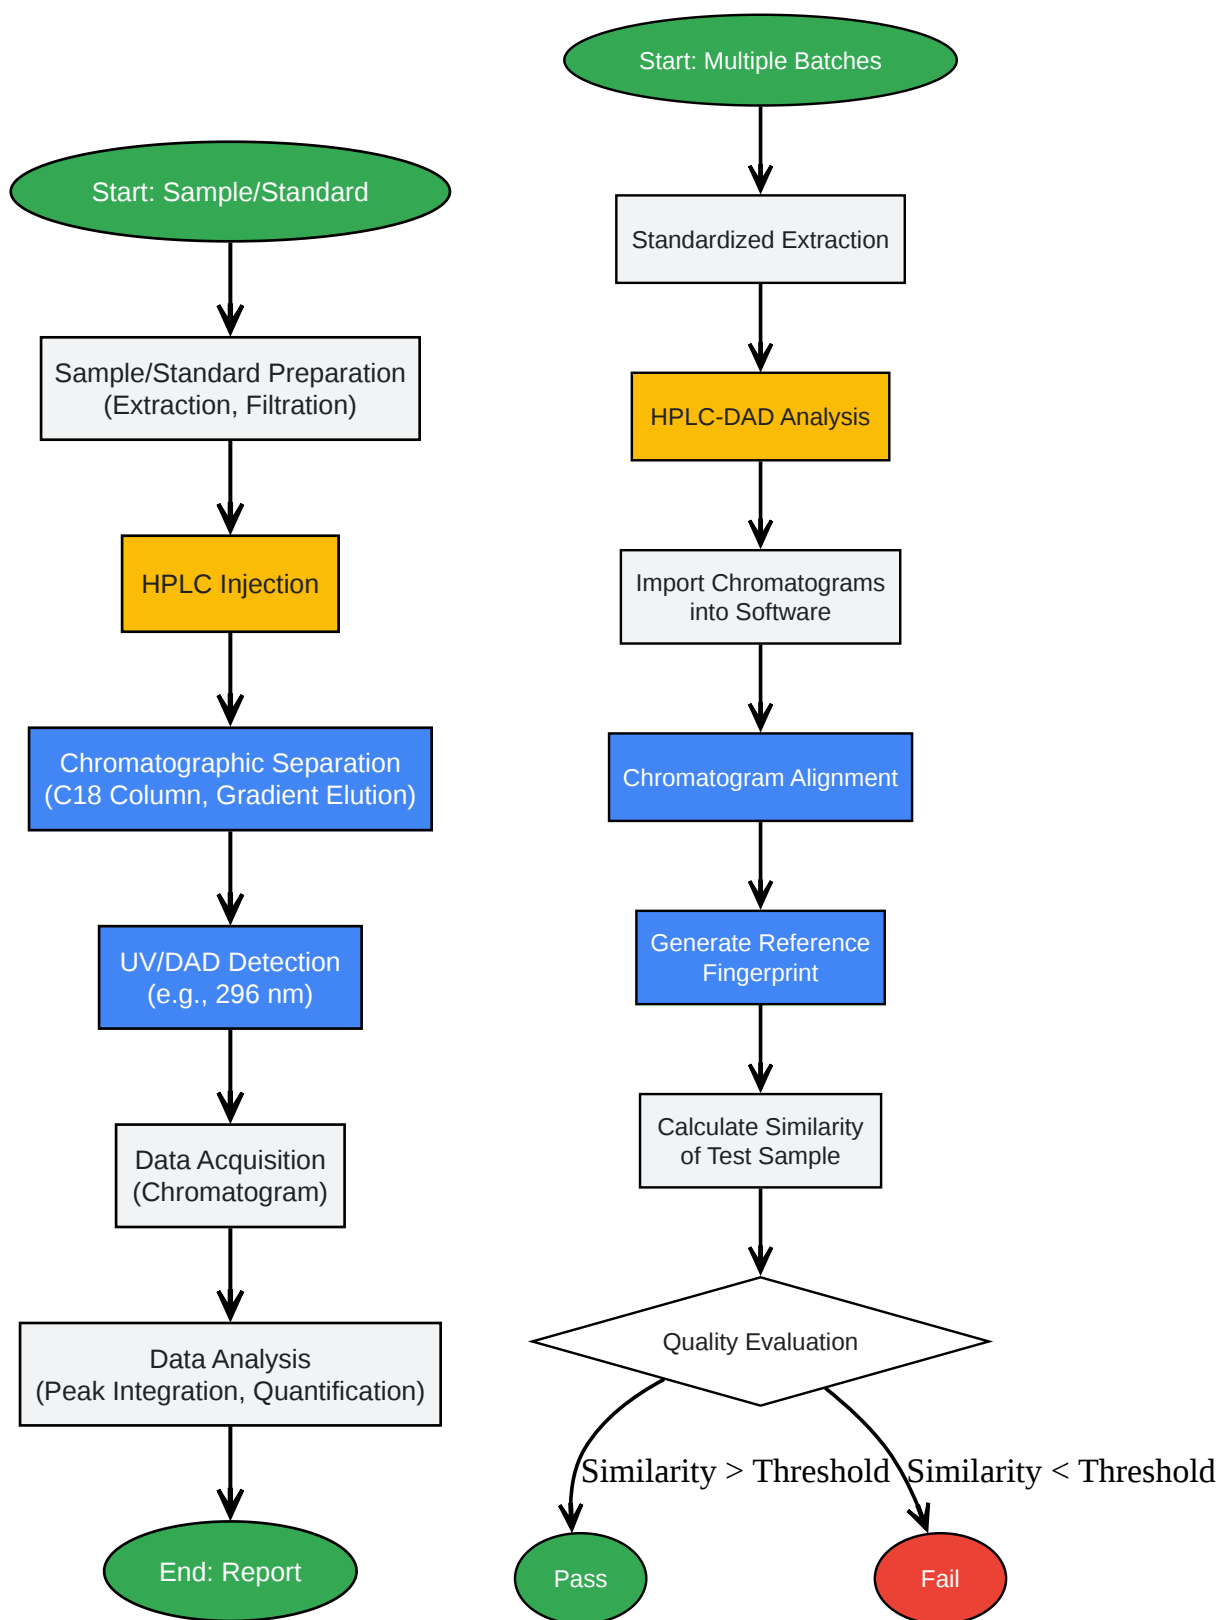 Start: Sample/Standard
Sample/Standard Preparation
(Extraction, Filtration)
HPLC Injection
Chromatographic Separation
(C18 Column, Gradient Elution)
UV/DAD Detection
(e.g., 296 nm)
Data Acquisition
(Chromatogram)
Data Analysis
(Peak Integration, Quantification)
End: Report
Start: Multiple Batches
Standardized Extraction
HPLC-DAD Analysis
Import Chromatograms
into Software
Chromatogram Alignment
Generate Reference
Fingerprint
Calculate Similarity
of Test Sample
Quality Evaluation
Similarity > Threshold
Similarity < Threshold
Pass
Fail